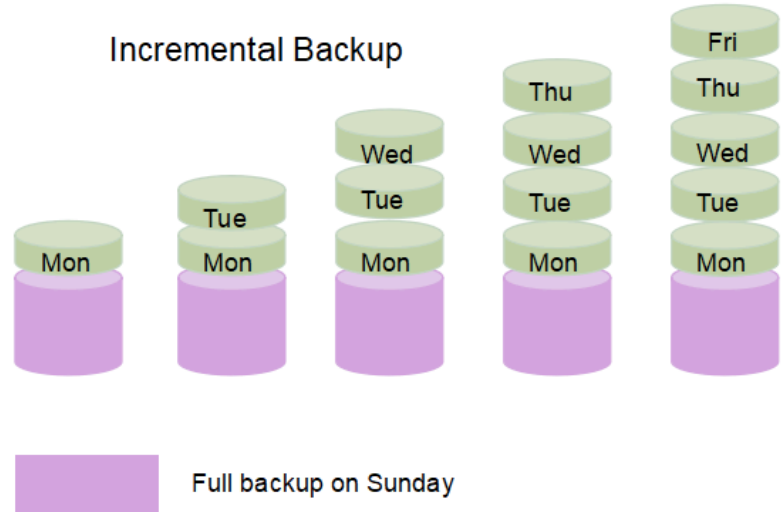 Incremental Backup
Fri
Thu
Thu
Wed
Wed
Wed
Tue
Tue
Tue
Tue
Mon
Mon
Mon
Mon
Mon
Full backup on Sunday